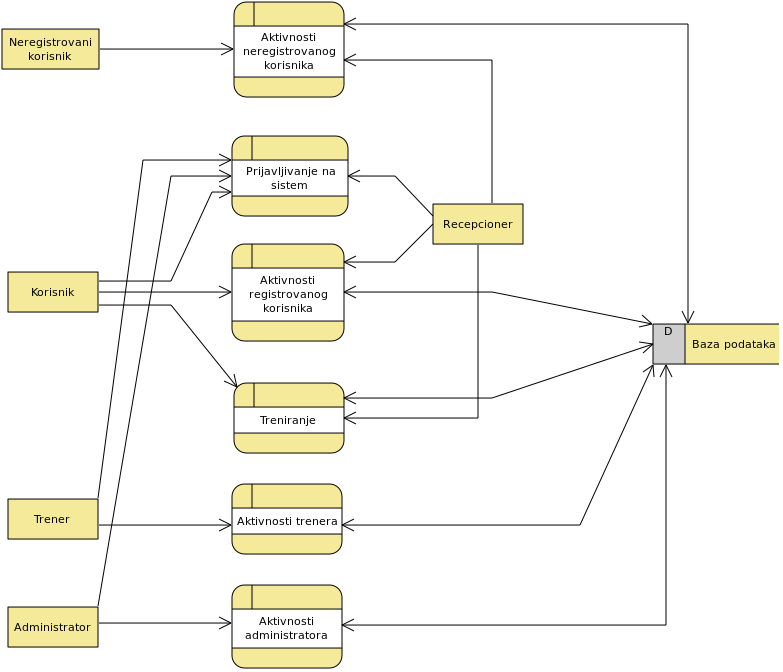 Neregistrovani
korisnik
Aktivnosti
neregistrovanog
korisnika
Prijavljivanje na
sistem
Recepcioner
Korisnik
Aktivnosti
registrovanog
korisnika
D
Baza podataka
Treniranje
Trener
Aktivnosti trenera
Administrator
Aktivnosti
administratora